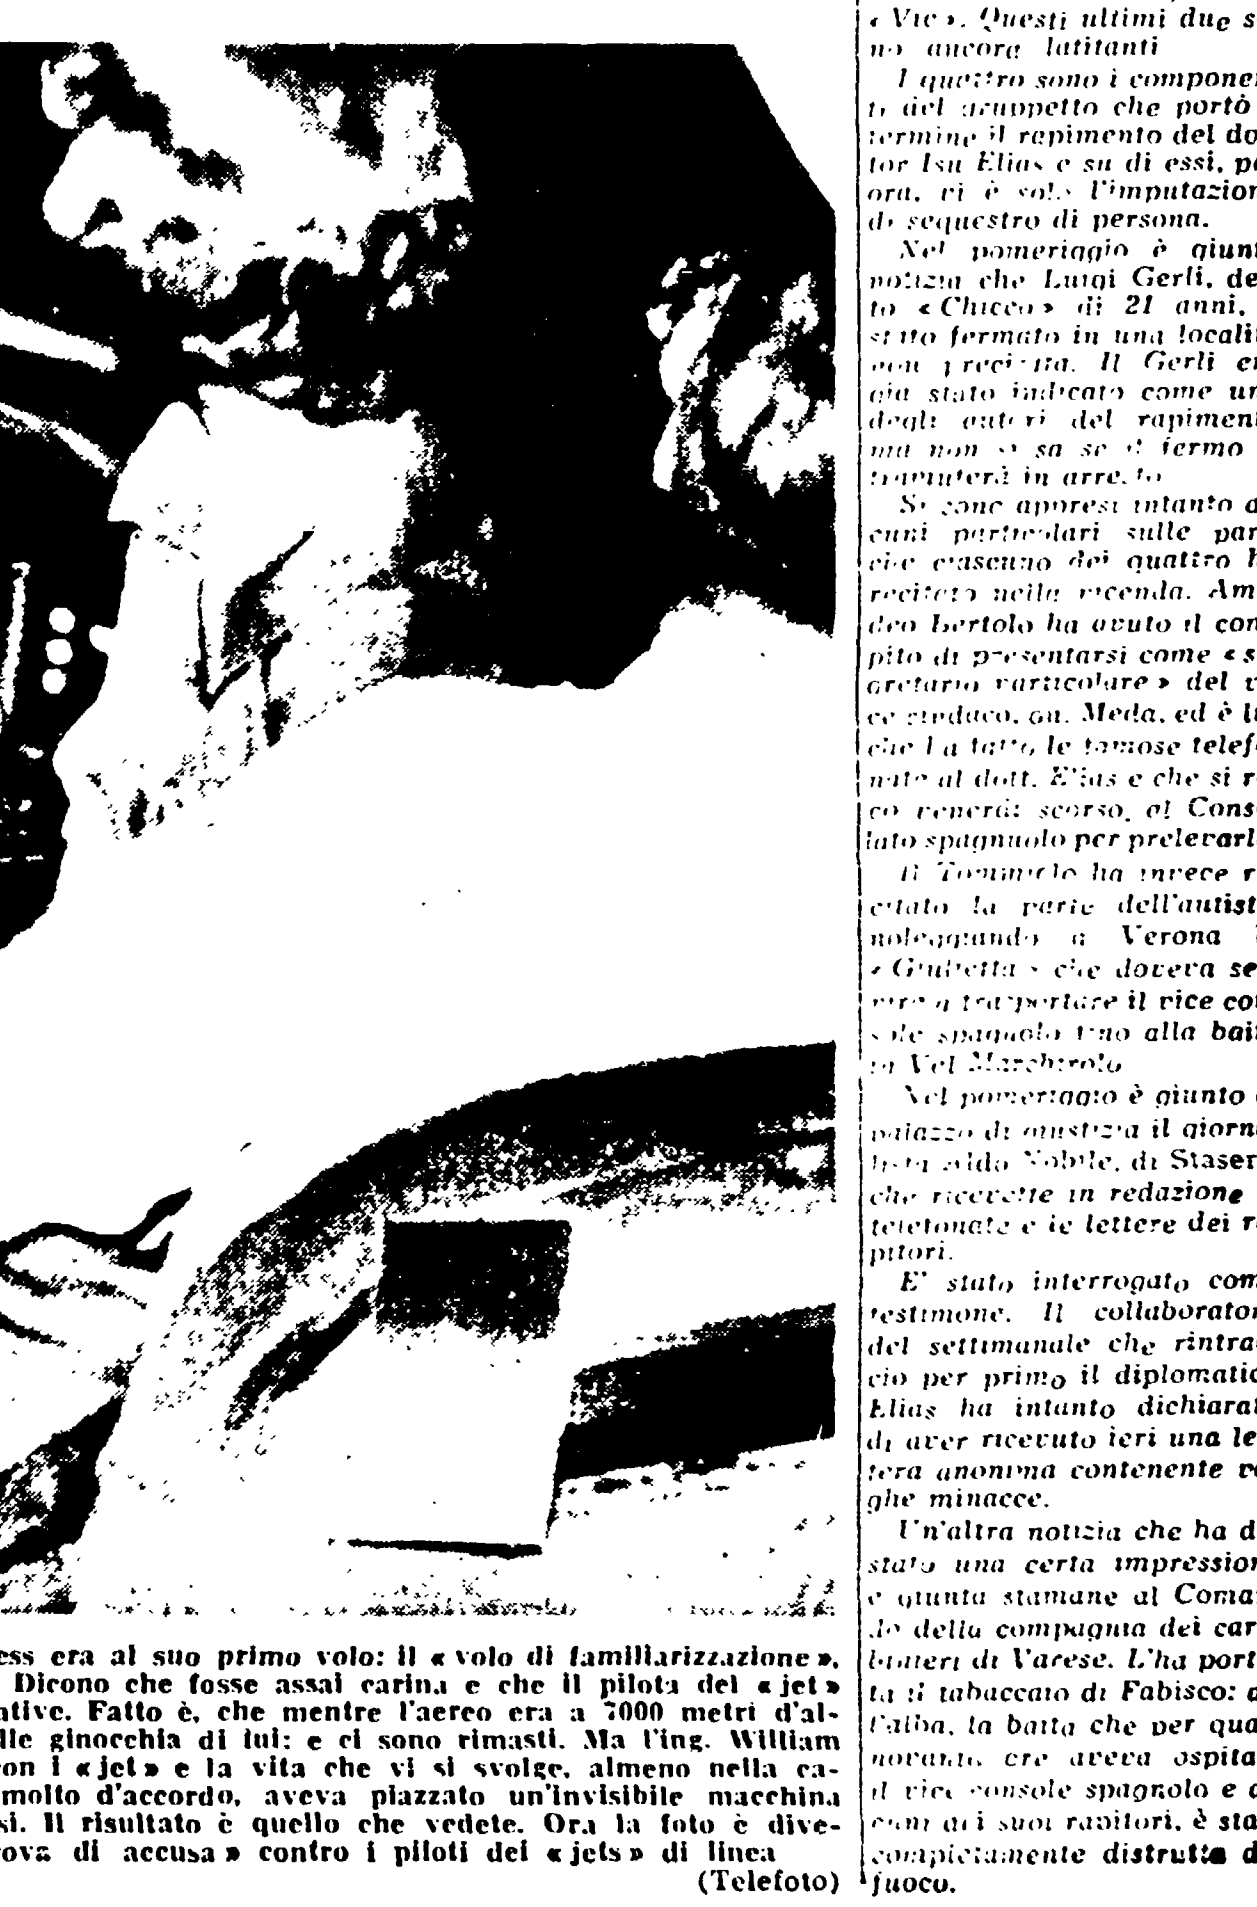 ess era al suo primo volo: il « volo di familiarizzazione »,
Dicono che fosse assai carina e che il pilota del « jet »
ative. Fatto è, che mentre l'aereo era a 7000 metri d'al-
lle ginocchia di lui: e ci sono rimasti. Ma l'ing. William
on i « jet » e la vita che vi si svolge, almeno nella ca-
molto d'accordo, aveva piazzato un'invisibile macchina
si. Il risultato è quello che vedete. Ora la foto è dive-
ova di accusa » contro i piloti dei « jets » di linea
(Telefoto)
« Vic ». Questi ultimi due s
no ancora latitanti
I quattro sono i componen
ti del gruppetto che portò
termine il rapimento del do
tor Isu Elias e su di essi, pe
ora, vi è solo l'imputazion
di sequestro di persona.
Nel pomeriggio è giunt
notizia che Luigi Gerli, de
to « Chicco » di 21 anni,
stato fermato in una localit
non precisata. Il Gerli er
già stato indicato come un
degli autori del rapiment
ma non si sa se il fermo
tramuterà in arresto
Si sono appresi intanto a
cuni particolari sulle par
che ciascuno dei quattro h
recitato nella vicenda. Am
deo Bertolo ha avuto il com
pito di presentarsi come « s
gretario particolare » del v
ce sindaco, on. Meda, ed è lu
che ha fatto le famose telef
nate al dott. Elias e che si r
cò venerdì scorso, al Cons
lato spagnuolo per prelevarl
Il ha invece r
citato la parte dell'autist
noleggiando a Verona
« Giulietta » che doveva se
vire a trasportare il vice co
sole spagnolo fino alla bait
in Val Marchirolo
Nel pomeriggio è giunto
palazzo di giustizia il giorna
lista Aldo Nobile, di Staser
che ricevette in redazione
telefonate e le lettere dei r
pitori.
E' stato interrogato com
testimone. Il collaborator
del settimanale che rintra
ciò per primo il diplomatic
Elias ha intanto dichiarat
di aver ricevuto ieri una le
tera anonima contenente v
ghe minacce.
Un'altra notizia che ha d
stato una certa impression
è giunta stamane al Coma
do della compagnia dei car
binieri di Varese. L'ha port
ta il tabaccaio di Fabisco:
l'alba, la baita che per qua
novanta ore aveva ospita
il vice console spagnolo e
cuni dei suoi rapitori, è sta
completamente distrutta d
fuoco.